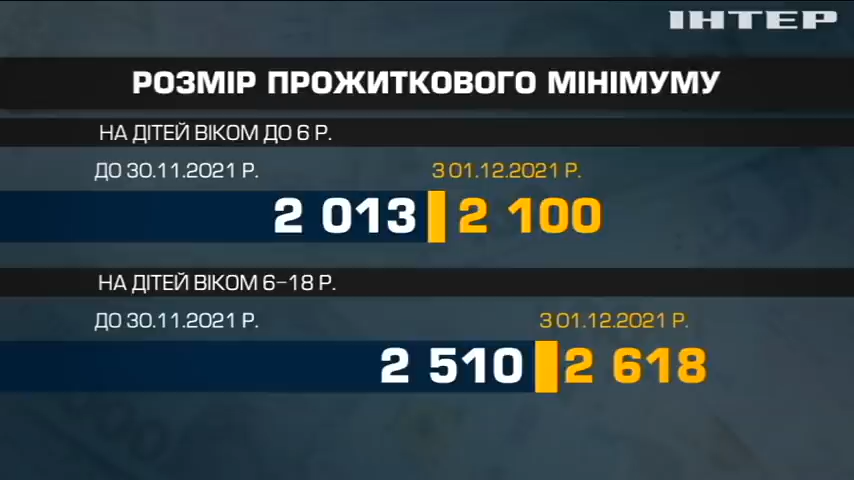 ІНТЕР
РОЗМІР ПРОЖИТКОВОГО МІНІМУМУ
НА ДІТЕЙ ВІКОМ ДО 6 Р.
ДО 30.11.2021 Р. З 01.12.2021 Р.
2 013 2 100
НА ДІТЕЙ ВІКОМ 6–18 Р.
ДО 30.11.2021 Р. З 01.12.2021 Р.
2 510 2 618